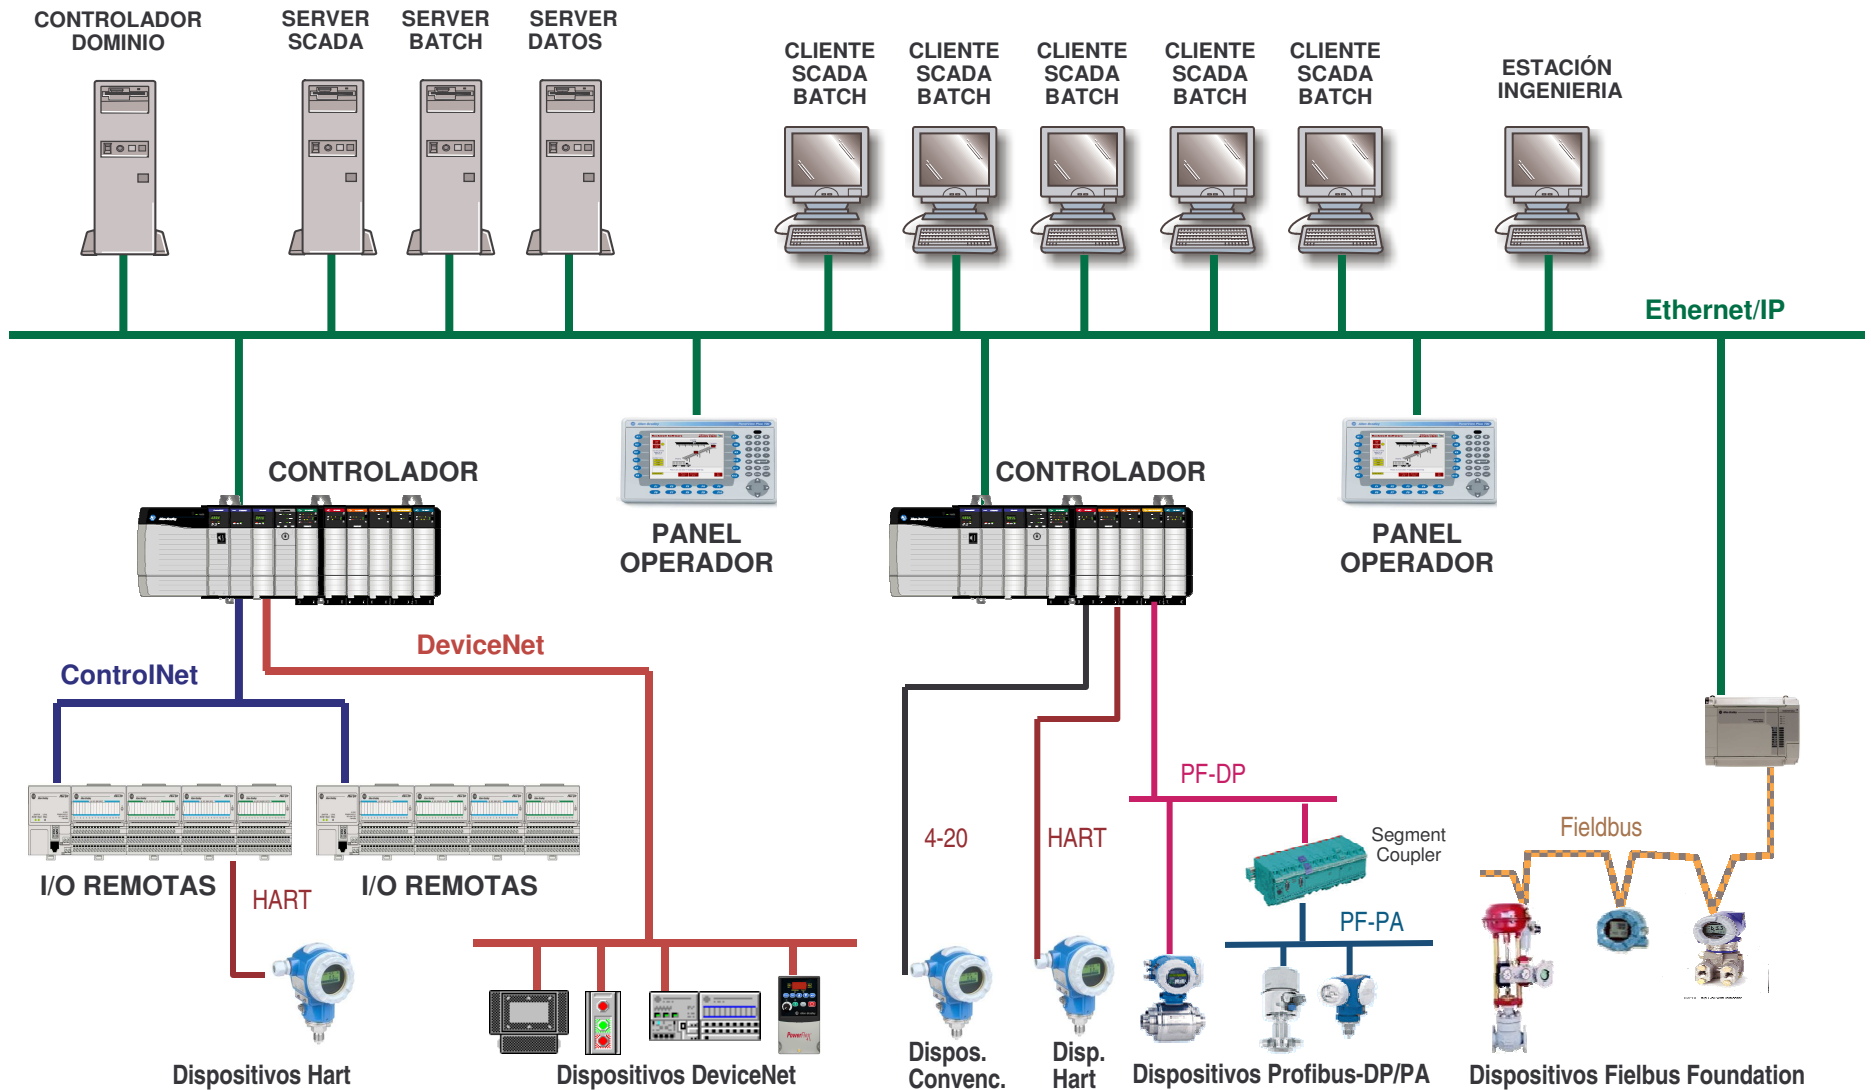 CONTROLADOR
DOMINIO
SERVER
SCADA
SERVER
BATCH
SERVER
DATOS
CLIENTE
SCADA
BATCH
CLIENTE
SCADA
BATCH
CLIENTE
SCADA
BATCH
CLIENTE
SCADA
BATCH
CLIENTE
SCADA
BATCH
ESTACIÓN
INGENIERIA
Ethernet/IP
CONTROLADOR
PANEL
OPERADOR
CONTROLADOR
PANEL
OPERADOR
DeviceNet
ControlNet
PF-DP
4-20
HART
Segment
Coupler
Fieldbus
I/O REMOTAS
I/O REMOTAS
HART
PF-PA
PowerFlex
Dispositivos Hart
Dispositivos DeviceNet
Dispos.
Convenc.
Disp.
Hart
Dispositivos Profibus-DP/PA
Dispositivos Fielbus Foundation